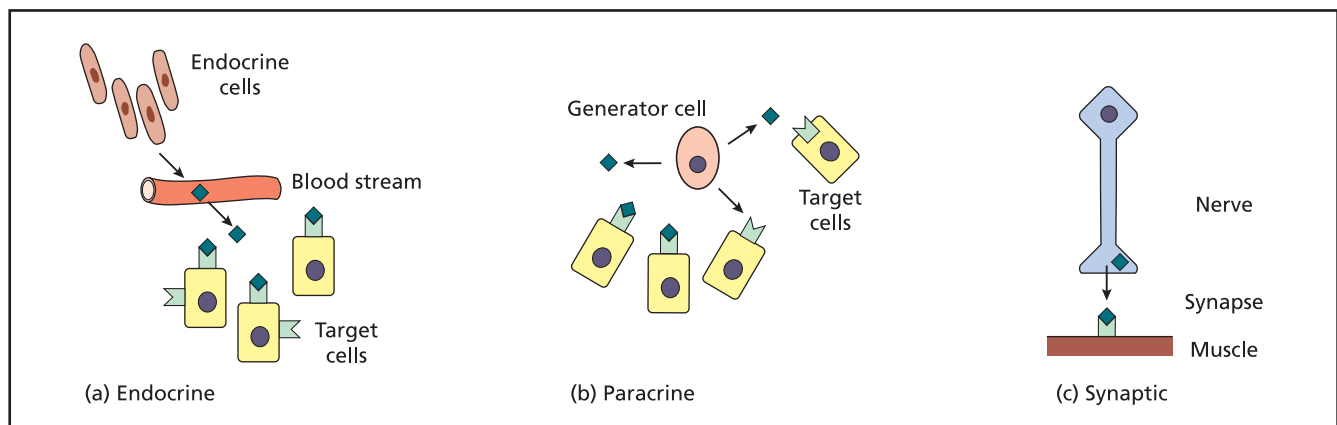 Endocrine
cells
Blood stream
Target
cells
(a) Endocrine
Generator cell
Target
cells
(b) Paracrine
Nerve
Synapse
Muscle
(c) Synaptic